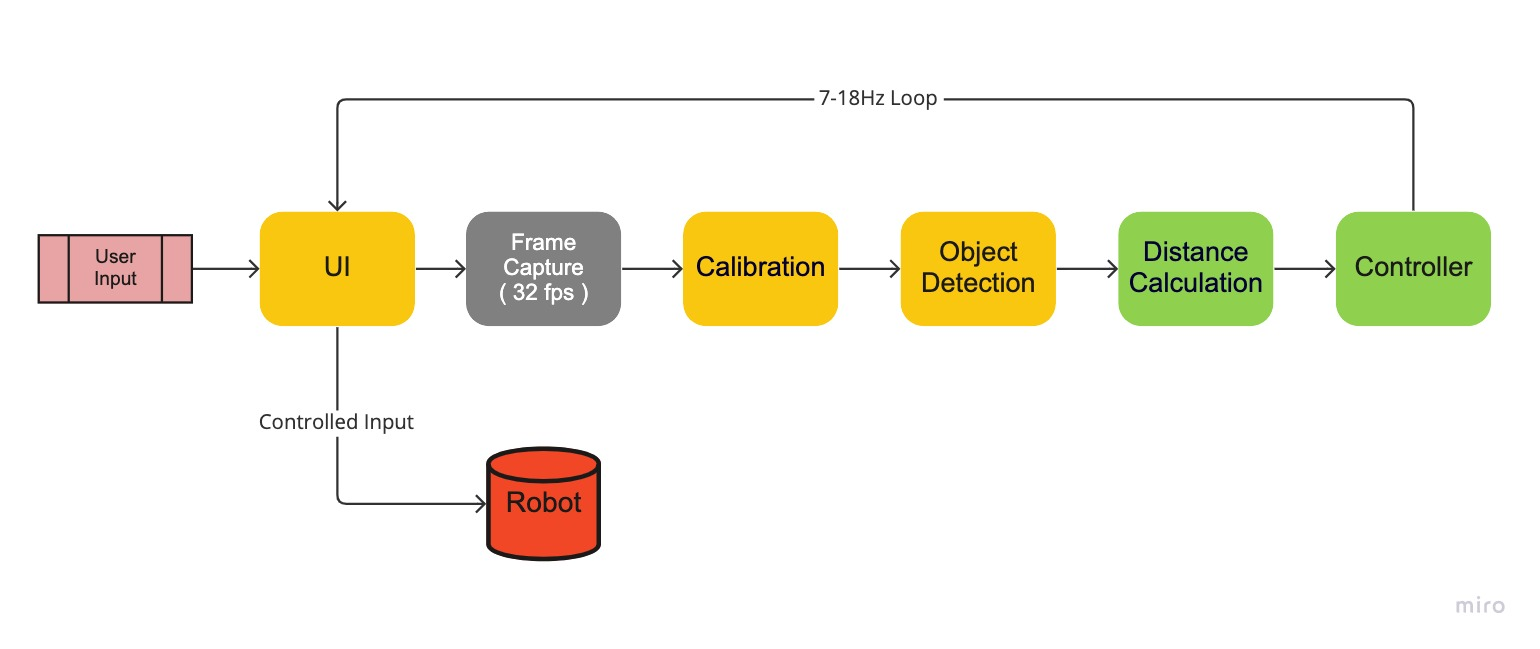 7-18Hz Loop
User
Input
UI
Frame
Capture
( 32 fps )
Calibration
Object
Detection
Distance
Calculation
Controller
Controlled Input
Robot
miro